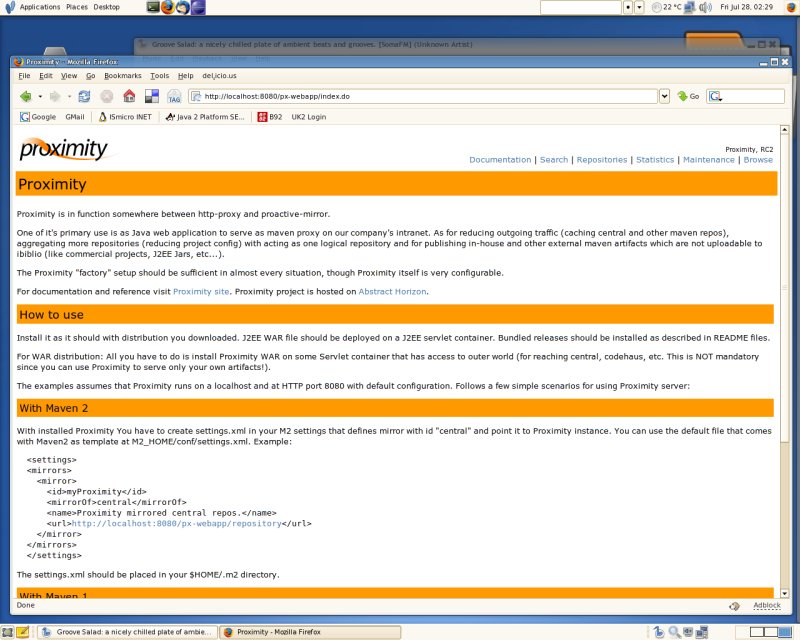 Applications Places Desktop
22 °C
Fri Jul 28, 02:29
Groove Salad: a nicely chilled plate of ambient beats and grooves. [SomaFM] (Unknown Artist)
Proximity - Mozilla Firefox
File Edit View Go Bookmarks Tools Help del.icio.us
TAG
http://localhost:8080/px-webapp/index.do
Go
Google GMail ISmicro INET Java 2 Platform SE... B92 UK2 Login
proximity
Proximity, RC2
Documentation | Search | Repositories | Statistics | Maintenance | Browse
Proximity
Proximity is in function somewhere between http-proxy and proactive-mirror.
One of it's primary use is as Java web application to serve as maven proxy on our company's intranet. As for reducing outgoing traffic (caching central and other maven repos),
aggregating more repositories (reducing project config) with acting as one logical repository and for publishing in-house and other external maven artifacts which are not uploadable to
ibiblio (like commercial projects, J2EE Jars, etc...).
The Proximity "factory" setup should be sufficient in almost every situation, though Proximity itself is very configurable.
For documentation and reference visit Proximity site. Proximity project is hosted on Abstract Horizon.
How to use
Install it as it should with distribution you downloaded. J2EE WAR file should be deployed on a J2EE servlet container. Bundled releases should be installed as described in README files.
For WAR distribution: All you have to do is install Proximity WAR on some Servlet container that has access to outer world (for reaching central, codehaus, etc. This is NOT mandatory
since you can use Proximity to serve only your own artifacts!).
The examples assumes that Proximity runs on a localhost and at HTTP port 8080 with default configuration. Follows a few simple scenarios for using Proximity server:
With Maven 2
With installed Proximity You have to create settings.xml in your M2 settings that defines mirror with id "central" and point it to Proximity instance. You can use the default file that comes
with Maven2 as template at M2_HOME/conf/settings.xml. Example:
<settings>
<mirrors>
<mirror>
<id>myProximity</id>
<mirrorOf>central</mirrorOf>
<name>Proximity mirrored central repos.</name>
<url>http://localhost:8080/px-webapp/repository</url>
</mirror>
</mirrors>
</settings>
The settings.xml should be placed in your $HOME/.m2 directory.
With Maven 1
Done
Adblock
Groove Salad: a nicely chilled plate of ambie...
Proximity - Mozilla Firefox